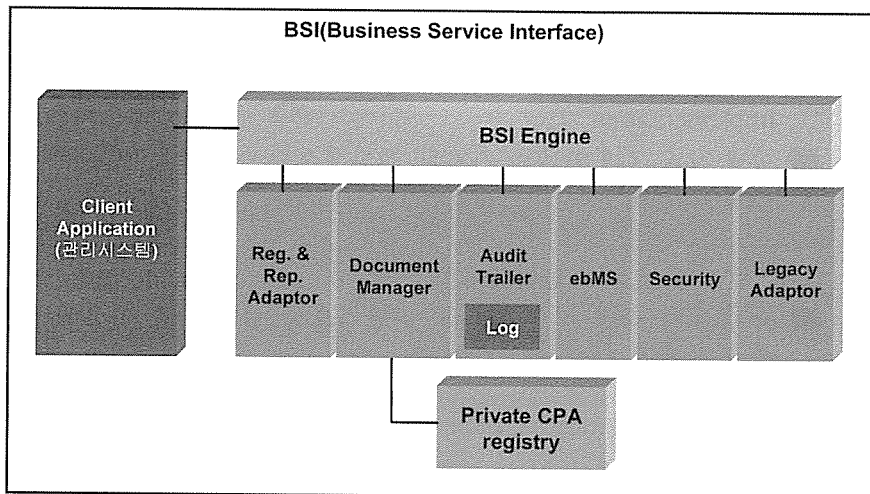 BSI(Business Service Interface)
BSI Engine
Client
Application
(관리시스템)
Reg. &
Rep.
Adaptor
Document
Manager
Audit
Trailer
Log
ebMS
Security
Legacy
Adaptor
Private CPA
registry